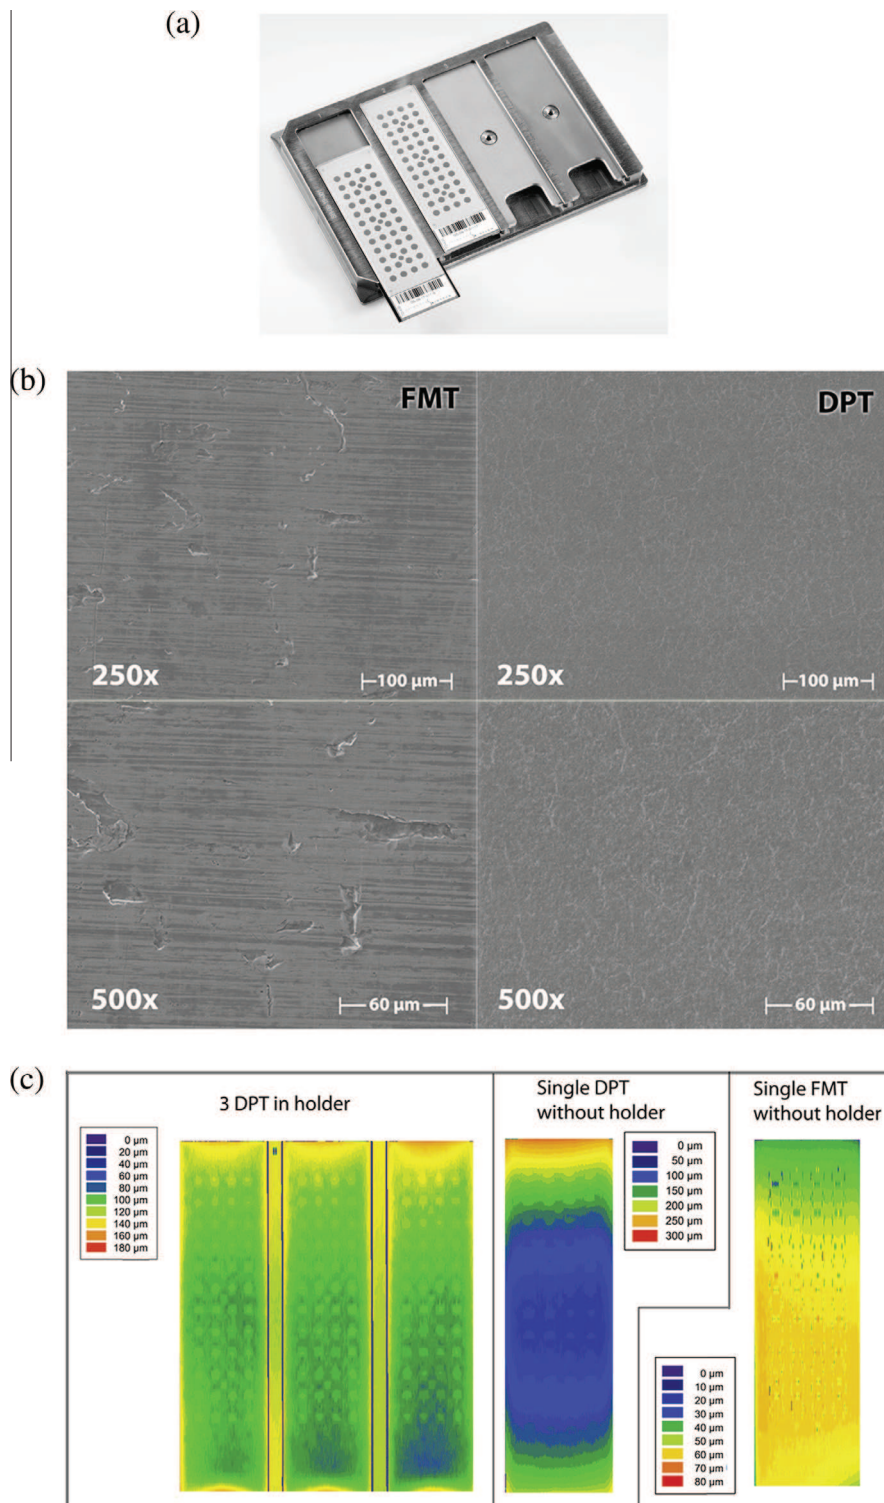 (a)
(b)
FMT
DPT
250x
100 µm
250x
100 µm
500x
60 µm
500x
60 µm
(c)
3 DPT in holder
0 µm
20 µm
40 µm
60 µm
80 µm
100 µm
120 µm
140 µm
160 µm
180 µm
Single DPT
without holder
0 µm
50 µm
100 µm
150 µm
200 µm
250 µm
300 µm
Single FMT
without holder
0 µm
10 µm
20 µm
30 µm
40 µm
50 µm
60 µm
70 µm
80 µm